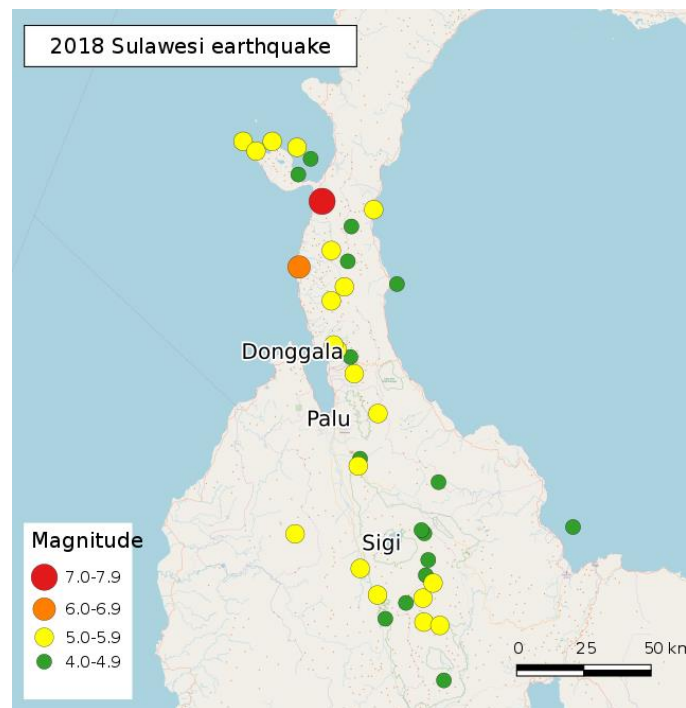 2018 Sulawesi earthquake
Donggala
Palu
Sigi
Magnitude
7.0-7.9
6.0-6.9
5.0-5.9
4.0-4.9
0 25 50 km